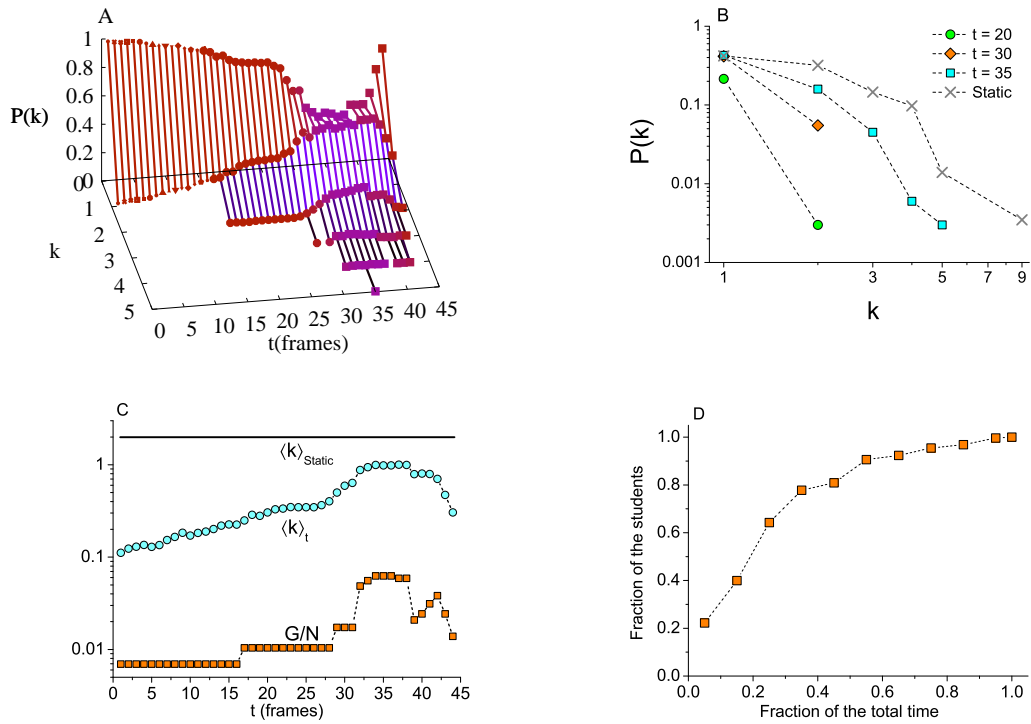 A
1
0.8
0.6
P(k)
0.4
0.2
0
0
1
2
k
3
4
5
0 5 10 15 20 25 30 35 40 45
t(frames)
B
1
0.1
P(k)
0.01
0.001
1 3 5 7 9
k
t = 20
t = 30
t = 35
Static
C
⟨k⟩Static
1
⟨k⟩t
0.1
G/N
0.01
0 5 10 15 20 25 30 35 40 45
t (frames)
D
1.0
0.8
0.6
0.4
0.2
0.0
Fraction of the students
0.0 0.2 0.4 0.6 0.8 1.0
Fraction of the total time